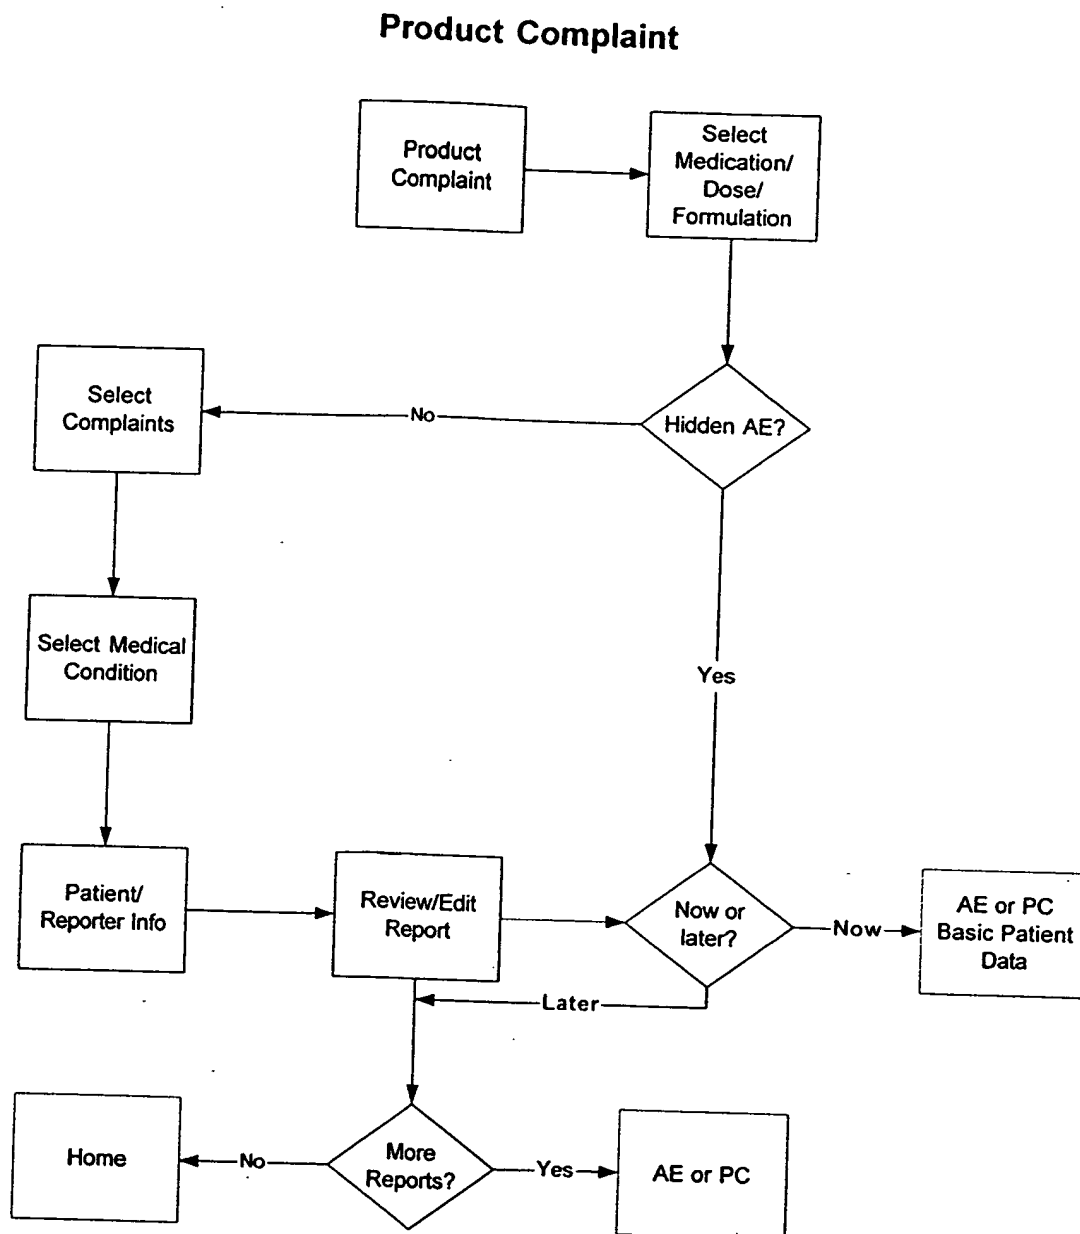 Product Complaint
Product
Complaint
Select
Medication/
Dose/
Formulation
Select
Complaints
No
Hidden AE?
Select Medical
Condition
Yes
Patient/
Reporter Info
Review/Edit
Report
Now or
later?
Now
AE or PC
Basic Patient
Data
Later
Home
No
More
Reports?
Yes
AE or PC